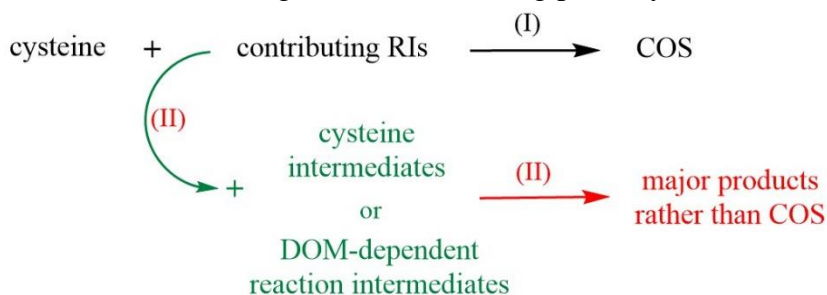 cysteine + contributing RIs (I) COS
(II)
+
cysteine
intermediates
or
DOM-dependent
reaction intermediates
(II)
major products
rather than COS